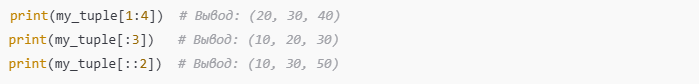 print(my_tuple[1:4])  # Вывод: (20, 30, 40)
print(my_tuple[:3])   # Вывод: (10, 20, 30)
print(my_tuple[::2])  # Вывод: (10, 30, 50)